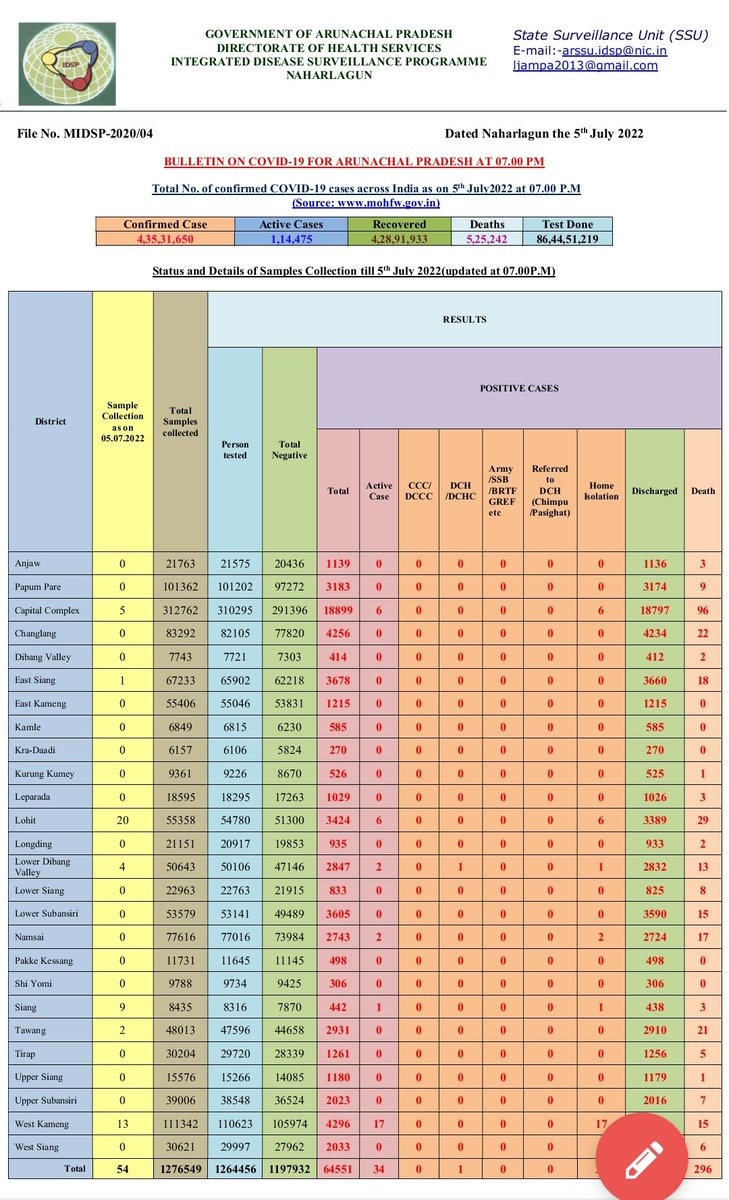 IDSP
GOVERNMENT OF ARUNACHAL PRADESH
DIRECTORATE OF HEALTH SERVICES
INTEGRATED DISEASE SURVEILLANCE PROGRAMME
NAHARLAGUN
State Surveillance Unit (SSU)
E-mail:-arssu.idsp@nic.in
ljampa2013@gmail.com
File No. MIDSP-2020/04 Dated Naharlagun the 5th July 2022
BULLETIN ON COVID-19 FOR ARUNACHAL PRADESH AT 07.00 PM
Total No. of confirmed COVID-19 cases across India as on 5th July2022 at 07.00 P.M
(Source: www.mohfw.gov.in)
Confirmed Case Active Cases Recovered Deaths Test Done
4,35,31,650 1,14,475 4,28,91,933 5,25,242 86,44,51,219
Status and Details of Samples Collection till 5th July 2022(updated at 07.00P.M)
District
Sample
Collection
as on
05.07.2022
Total
Samples
collected
RESULTS
Person
tested
Total
Negative
POSITIVE CASES
Total
Active
Case
CCC/
DCCC
DCH
/DCHC
Army
/SSB
/BRTF
GREF
etc
Referred
to
DCH
(Chimpu
/Pasighat)
Home
Isolation
Discharged
Death
Anjaw 0 21763 21575 20436 1139 0 0 0 0 0 0 1136 3
Papum Pare 0 101362 101202 97272 3183 0 0 0 0 0 0 3174 9
Capital Complex 5 312762 310295 291396 18899 6 0 0 0 0 6 18797 96
Changlang 0 83292 82105 77820 4256 0 0 0 0 0 0 4234 22
Dibang Valley 0 7743 7721 7303 414 0 0 0 0 0 0 412 2
East Siang 1 67233 65902 62218 3678 0 0 0 0 0 0 3660 18
East Kameng 0 55406 55046 53831 1215 0 0 0 0 0 0 1215 0
Kamle 0 6849 6815 6230 585 0 0 0 0 0 0 585 0
Kra-Daadi 0 6157 6106 5824 270 0 0 0 0 0 0 270 0
Kurung Kumey 0 9361 9226 8670 526 0 0 0 0 0 0 525 1
Leparada 0 18595 18295 17263 1029 0 0 0 0 0 0 1026 3
Lohit 20 55358 54780 51300 3424 6 0 0 0 0 6 3389 29
Longding 0 21151 20917 19853 935 0 0 0 0 0 0 933 2
Lower Dibang
Valley 4 50643 50106 47146 2847 2 0 1 0 0 1 2832 13
Lower Siang 0 22963 22763 21915 833 0 0 0 0 0 0 825 8
Lower Subansiri 0 53579 53141 49489 3605 0 0 0 0 0 0 3590 15
Namsai 0 77616 77016 73984 2743 2 0 0 0 0 2 2724 17
Pakke Kessang 0 11731 11645 11145 498 0 0 0 0 0 0 498 0
Shi Yomi 0 9788 9734 9425 306 0 0 0 0 0 0 306 0
Siang 9 8435 8316 7870 442 1 0 0 0 0 1 438 3
Tawang 2 48013 47596 44658 2931 0 0 0 0 0 0 2910 21
Tirap 0 30204 29720 28339 1261 0 0 0 0 0 0 1256 5
Upper Siang 0 15576 15266 14085 1180 0 0 0 0 0 0 1179 1
Upper Subansiri 0 39006 38548 36524 2023 0 0 0 0 0 0 2016 7
West Kameng 13 111342 110623 105974 4296 17 0 0 0 0 17 15
West Siang 0 30621 29997 27962 2033 0 0 0 0 0 6
Total 54 1276549 1264456 1197932 64551 34 0 1 0 0 296